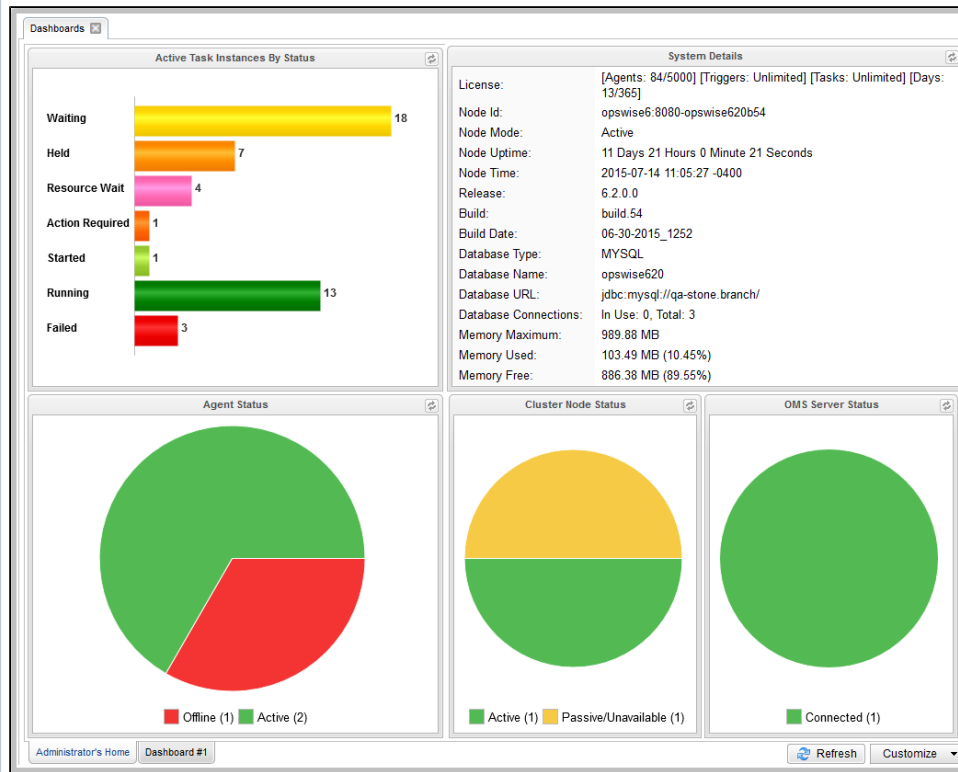 Dashboards
Active Task Instances By Status
Waiting 18
Held 7
Resource Wait 4
Action Required 1
Started 1
Running 13
Failed 3
System Details
License: [Agents: 84/5000] [Triggers: Unlimited] [Tasks: Unlimited] [Days:
13/365]
Node Id: opswise6:8080-opswise620b54
Node Mode: Active
Node Uptime: 11 Days 21 Hours 0 Minute 21 Seconds
Node Time: 2015-07-14 11:05:27 -0400
Release: 6.2.0.0
Build: build.54
Build Date: 06-30-2015_1252
Database Type: MYSQL
Database Name: opswise620
Database URL: jdbc:mysql://qa-stone.branch/
Database Connections: In Use: 0, Total: 3
Memory Maximum: 989.88 MB
Memory Used: 103.49 MB (10.45%)
Memory Free: 886.38 MB (89.55%)
Agent Status
Offline (1) Active (2)
Cluster Node Status
Active (1) Passive/Unavailable (1)
OMS Server Status
Connected (1)
Administrator's Home Dashboard #1
Refresh Customize